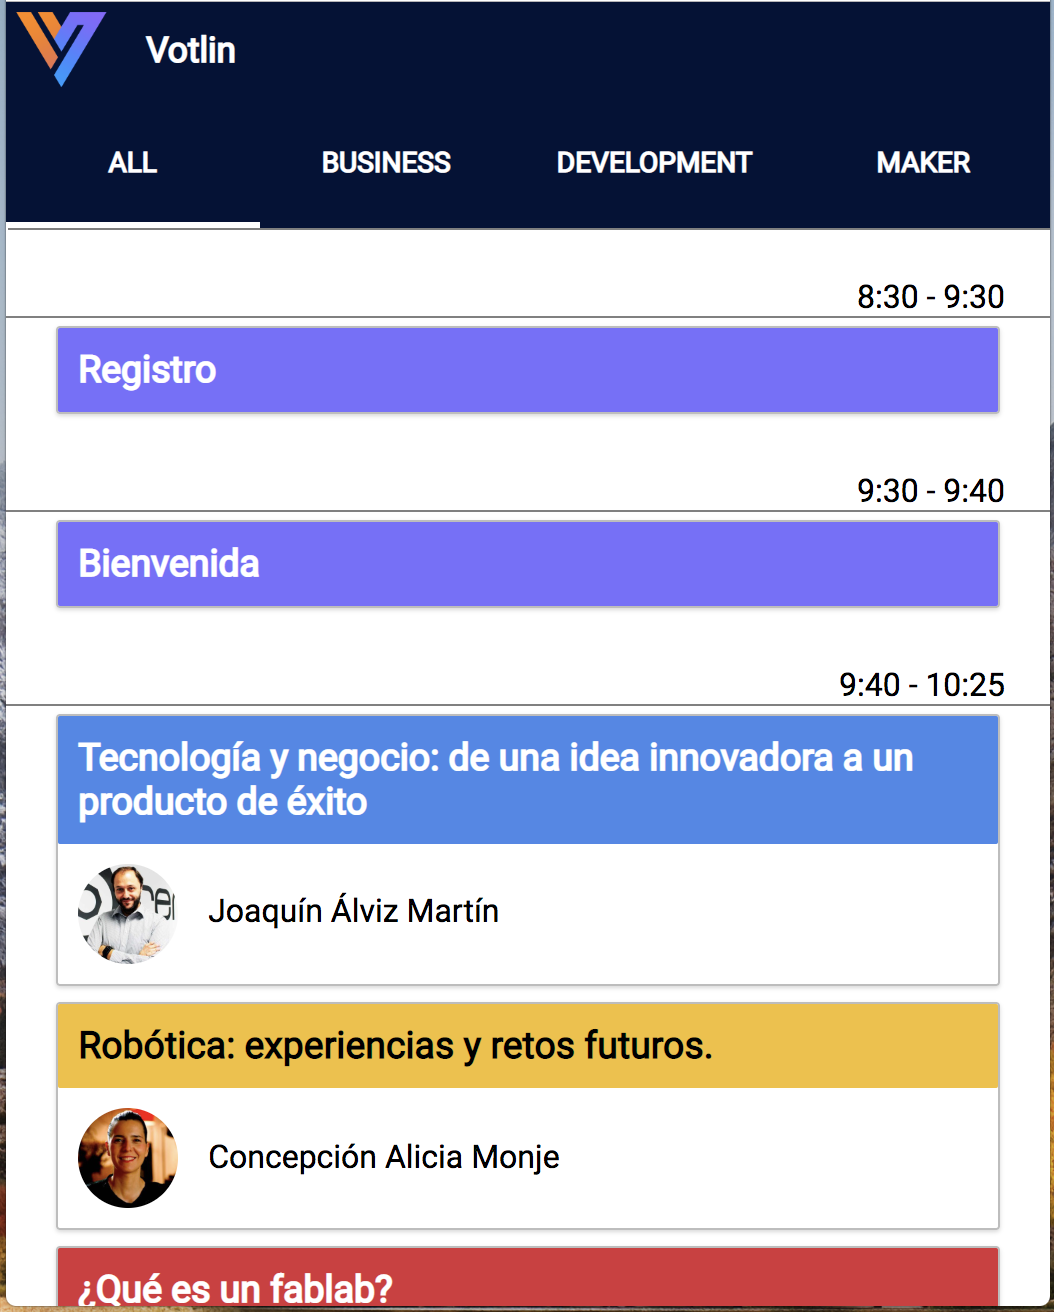 Votlin
ALL BUSINESS DEVELOPMENT MAKER
8:30 - 9:30
Registro
9:30 - 9:40
Bienvenida
9:40 - 10:25
Tecnología y negocio: de una idea innovadora a un
producto de éxito
Joaquín Álviz Martín
Robótica: experiencias y retos futuros.
Concepción Alicia Monje
¿Qué es un fablab?